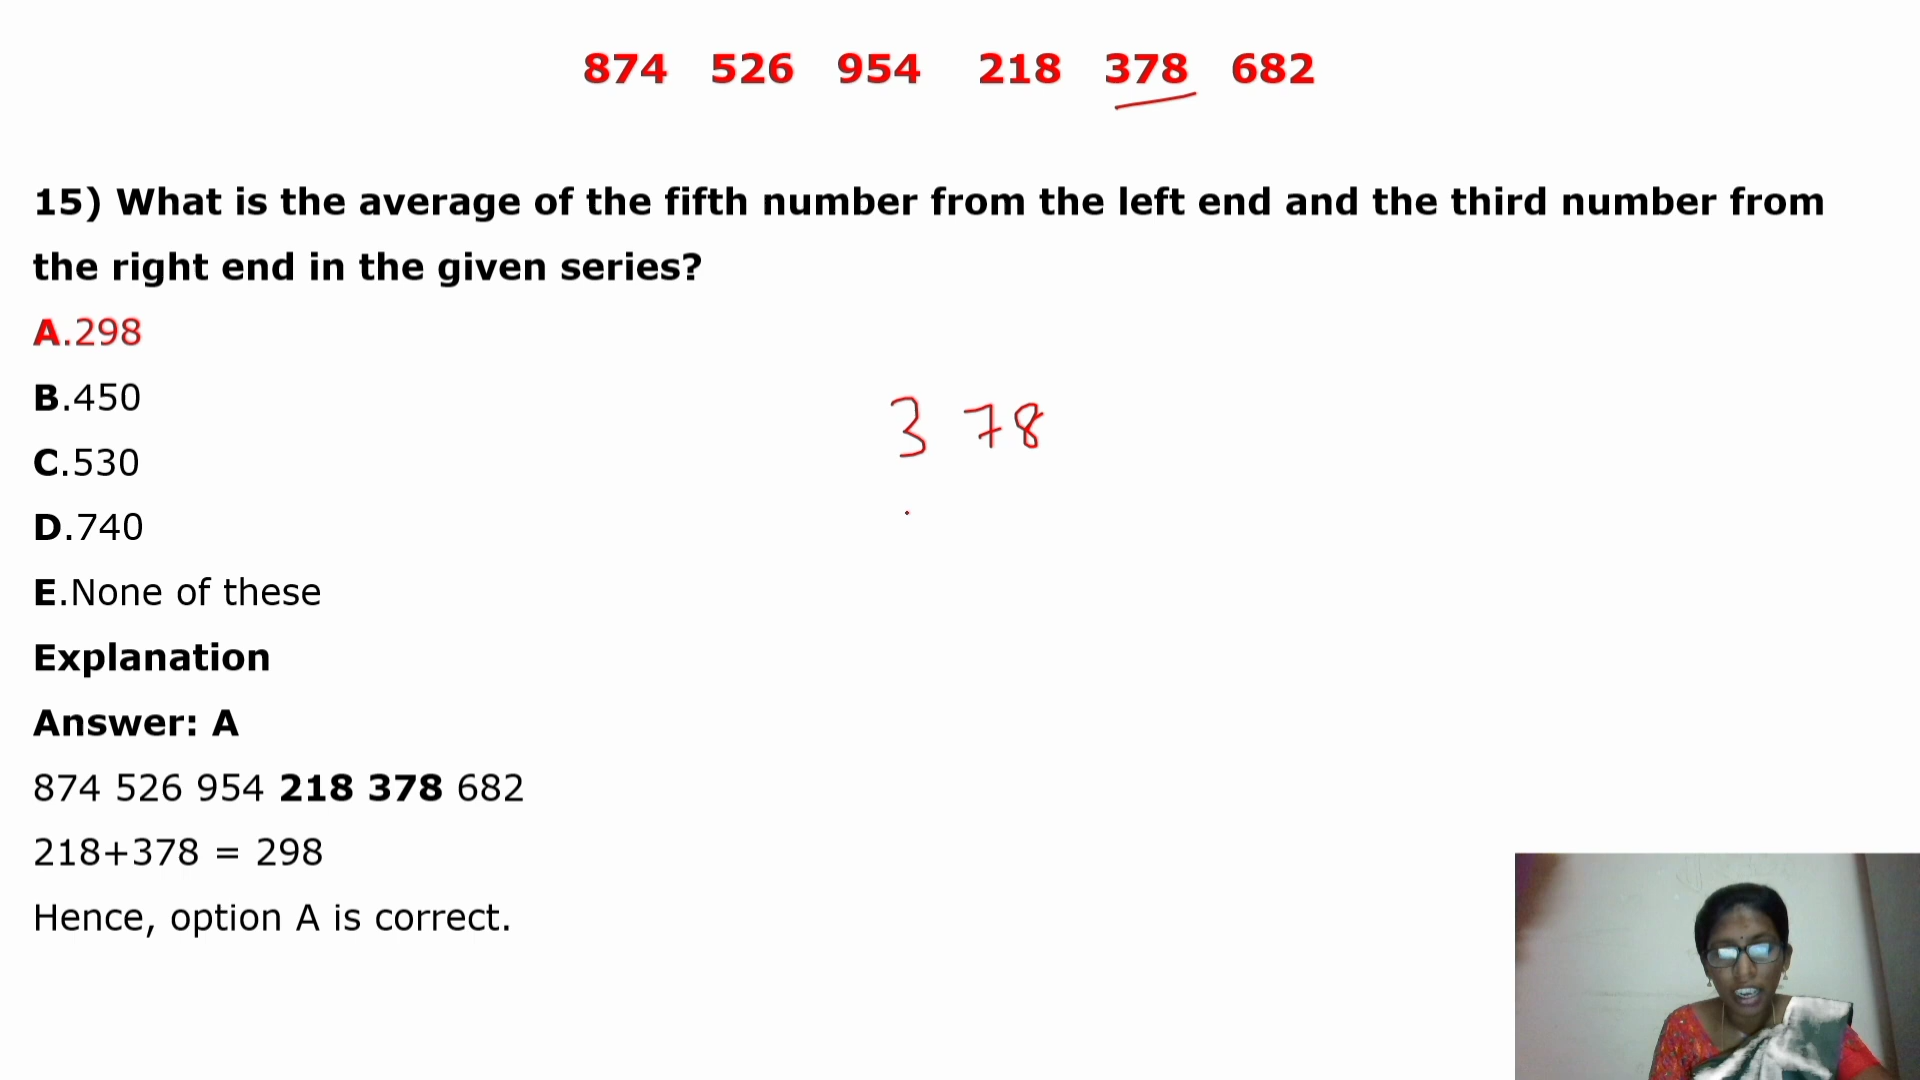 874 526 954 218 378 682
15) What is the average of the fifth number from the left end and the third number from
the right end in the given series?
A.298
B.450
378
C.530
D.740
E.None of these
Explanation
Answer: A
874 526 954 218 378 682
218+378 = 298
Hence, option A is correct.